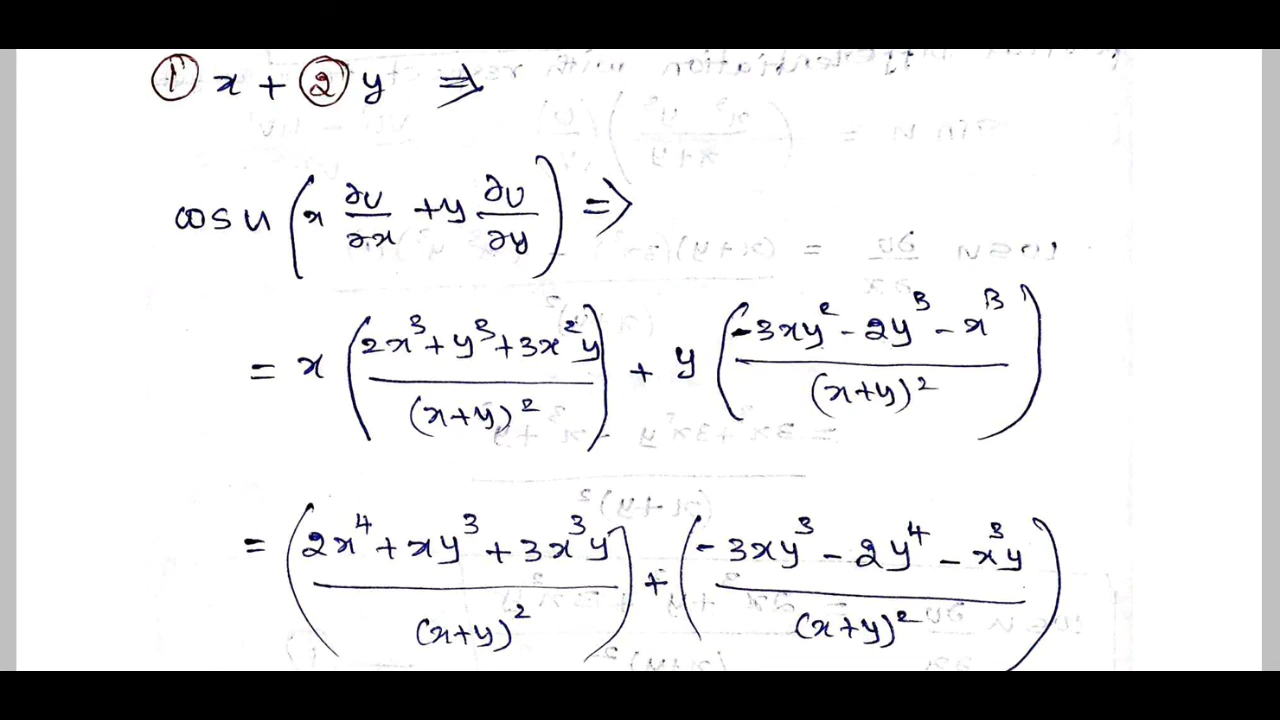 ① x + ② y ⇒
cos u (x ∂u/∂x + y ∂u/∂y) ⇒
= x ((2x³ + y³ + 3x²y)/(x+y)²) + y ((-3xy² - 2y³ - x³)/(x+y)²)
= ((2x⁴ + xy³ + 3x³y)/(x+y)²) + ((-3xy³ - 2y⁴ - x³y)/(x+y)²)